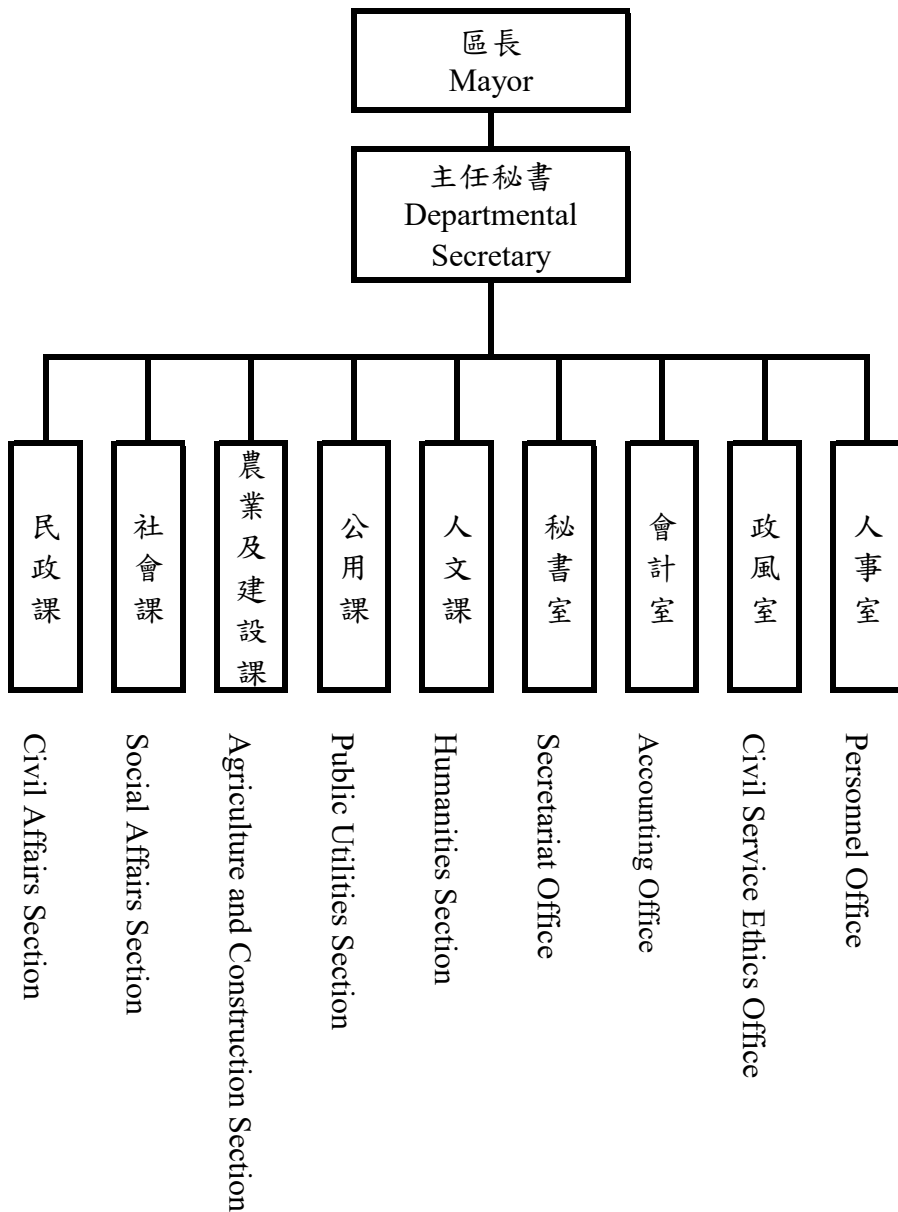 區長
Mayor
主任秘書
Departmental
Secretary
民政課
社會課
農業及建設課
公用課
人文課
秘書室
會計室
政風室
人事室
Civil Affairs Section
Social Affairs Section
Agriculture and Construction Section
Public Utilities Section
Humanities Section
Secretariat Office
Accounting Office
Civil Service Ethics Office
Personnel Office